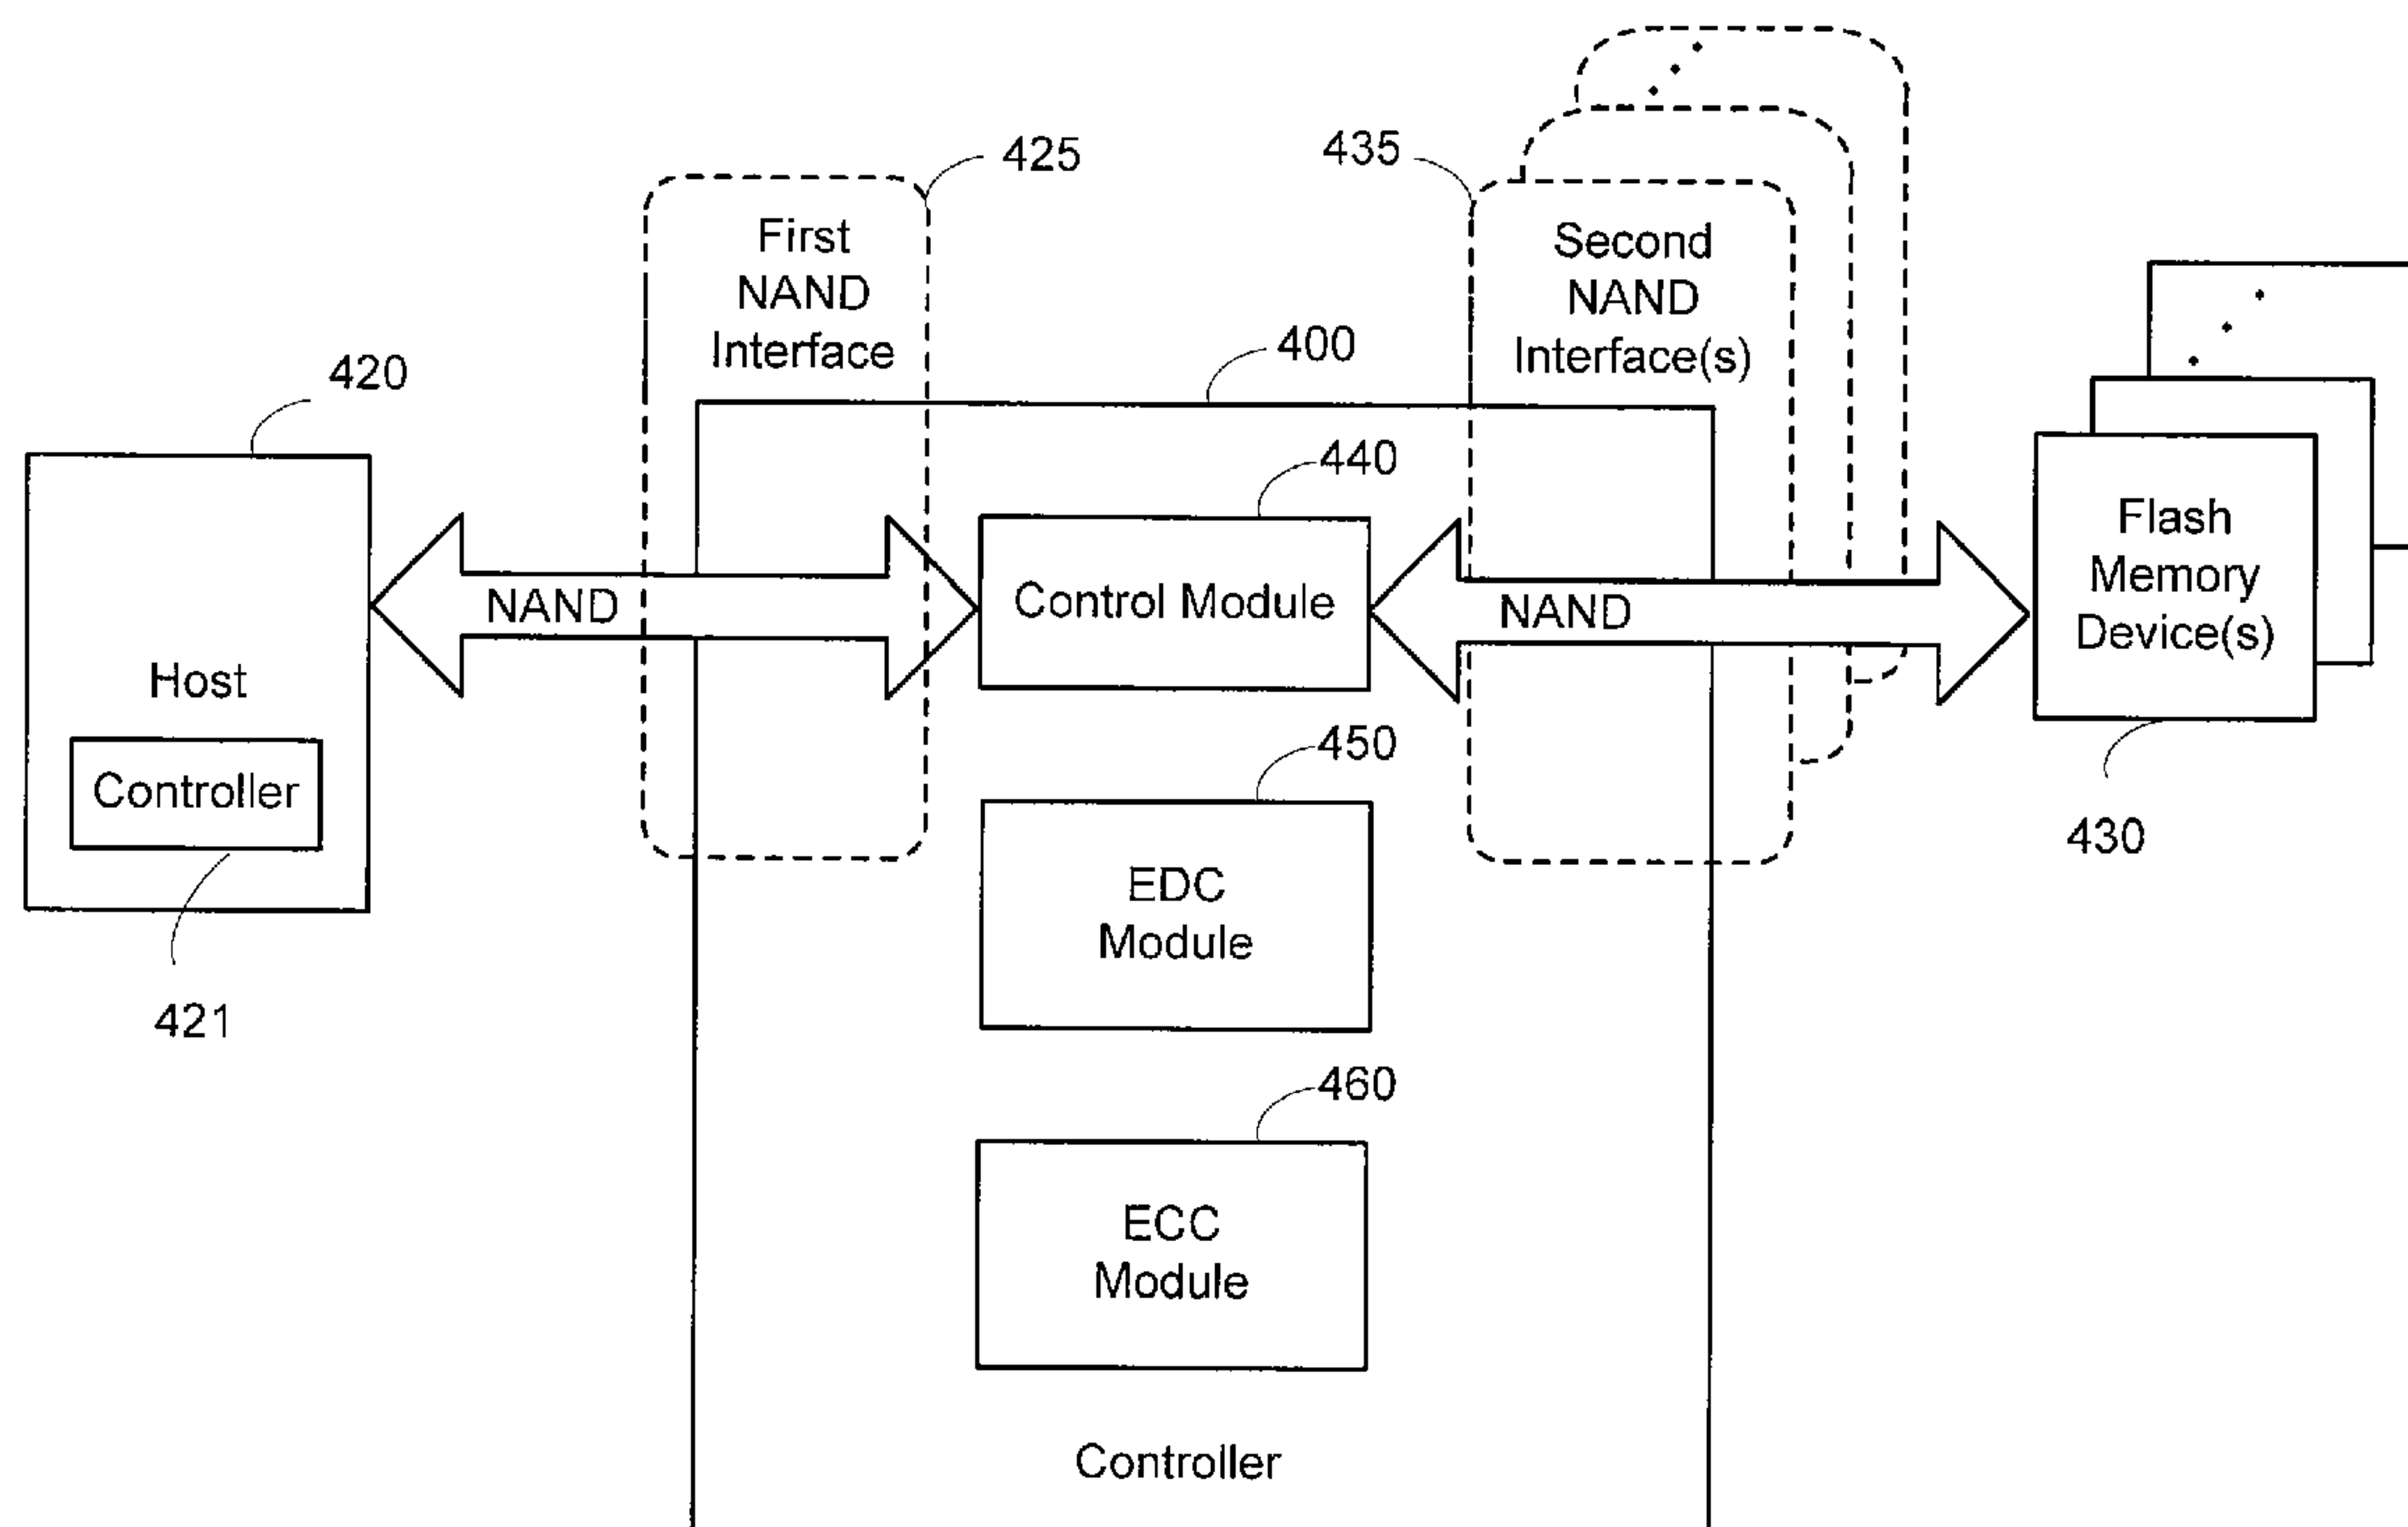 425
435
First
NAND
Interface
Second
NAND
Interface(s)
400
420
440
NAND
Control Module
NAND
Flash
Memory
Device(s)
Host
Controller
450
430
EDC
Module
421
460
ECC
Module
Controller